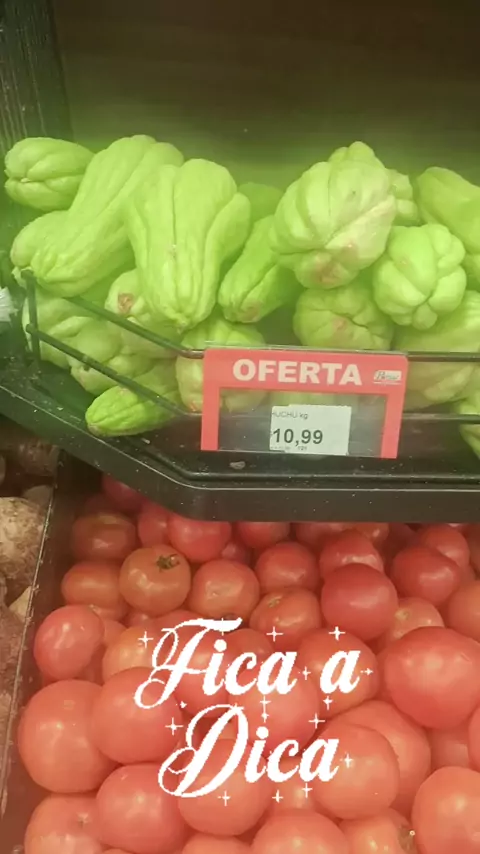 OFERTA
HUCHU kg
10,99
Fica a
Dica